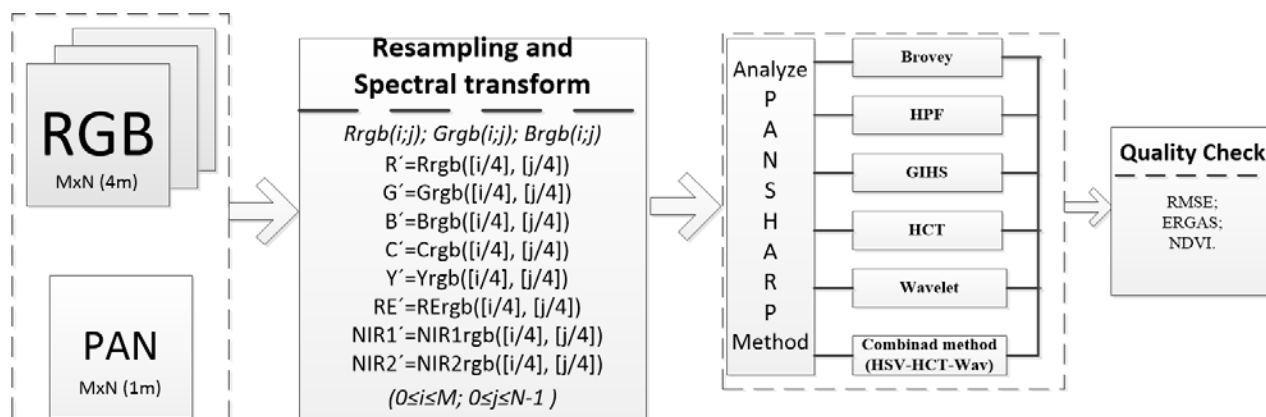 RGB
MxN (4m)
PAN
MxN (1m)
Resampling and
Spectral transform
Rrgb(i;j); Grgb(i;j); Brgb(i;j)
R´=Rrgb([i/4], [j/4])
G´=Grgb([i/4], [j/4])
B´=Brgb([i/4], [j/4])
C´=Crgb([i/4], [j/4])
Y´=Yrgb([i/4], [j/4])
RE´=RErgb([i/4], [j/4])
NIR1´=NIR1rgb([i/4], [j/4])
NIR2´=NIR2rgb([i/4], [j/4])
(0≤i≤M; 0≤j≤N-1 )
Analyze
P
A
N
S
H
A
R
P
Method
Brovey
HPF
GIHS
HCT
Wavelet
Combinad method
(HSV-HCT-Wav)
Quality Check
RMSE;
ERGAS;
NDVI.